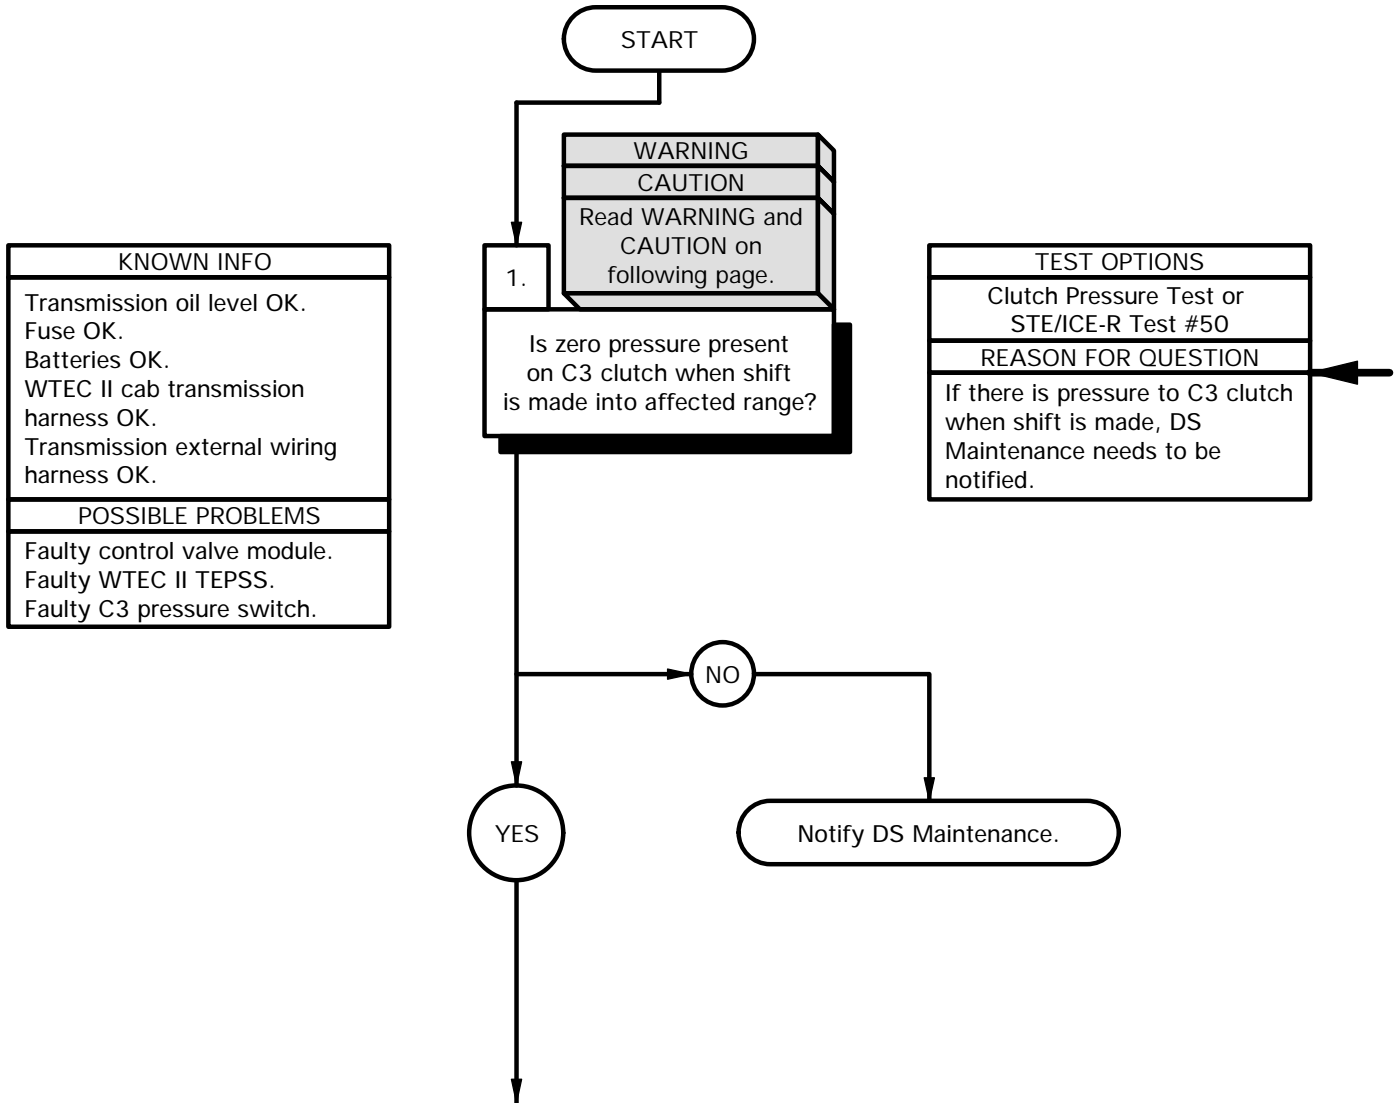 START
WARNING
CAUTION
Read WARNING and
CAUTION on
following page.
1.
Is zero pressure present
on C3 clutch when shift
is made into affected range?
KNOWN INFO
Transmission oil level OK.
Fuse OK.
Batteries OK.
WTEC II cab transmission
harness OK.
Transmission external wiring
harness OK.
POSSIBLE PROBLEMS
Faulty control valve module.
Faulty WTEC II TEPSS.
Faulty C3 pressure switch.
TEST OPTIONS
Clutch Pressure Test or
STE/ICE-R Test #50
REASON FOR QUESTION
If there is pressure to C3 clutch
when shift is made, DS
Maintenance needs to be
notified.
NO
YES
Notify DS Maintenance.